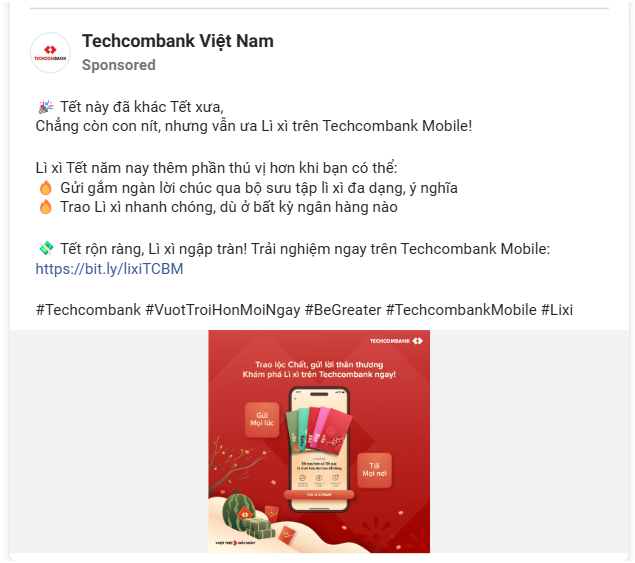 TECHCOMBANK
Techcombank Việt Nam
Sponsored
🎉 Tết này đã khác Tết xưa,
Chẳng còn con nít, nhưng vẫn ưa Lì xì trên Techcombank Mobile!
Lì xì Tết năm nay thêm phần thú vị hơn khi bạn có thể:
🔥 Gửi gắm ngàn lời chúc qua bộ sưu tập lì xì đa dạng, ý nghĩa
🔥 Trao Lì xì nhanh chóng, dù ở bất kỳ ngân hàng nào
💸 Tết rộn ràng, Lì xì ngập tràn! Trải nghiệm ngay trên Techcombank Mobile:
https://bit.ly/lixiTCBM
#Techcombank #VuotTroiHonMoiNgay #BeGreater #TechcombankMobile #Lixi
TECHCOMBANK
Trao lộc Chất, gửi lời thân thương
Khám phá Lì xì trên Techcombank ngay!
Gửi
Mọi lúc
Tới
Mọi nơi
VƯỢT TRỘI HƠN MỖI NGÀY